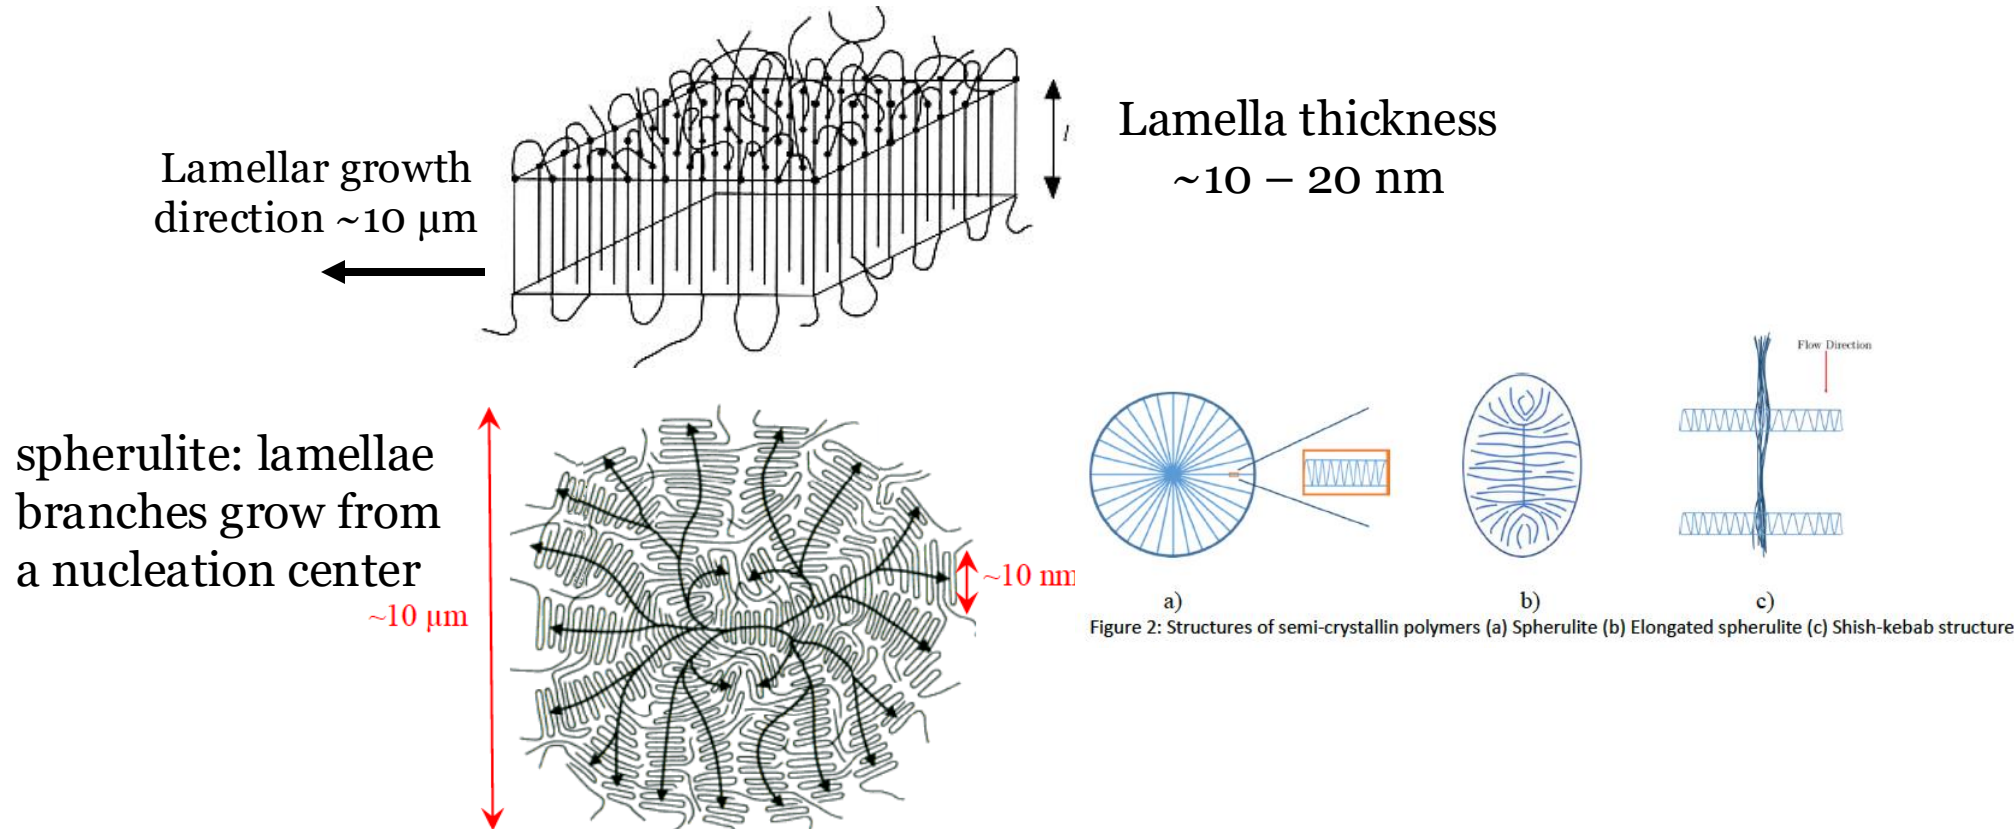 Lamellar growth
direction ~10 µm
l
Lamella thickness
~10 – 20 nm
spherulite: lamellae
branches grow from
a nucleation center
~10 µm
~10 nm
Flow Direction
a)
b)
c)
Figure 2: Structures of semi-crystallin polymers (a) Spherulite (b) Elongated spherulite (c) Shish-kebab structure